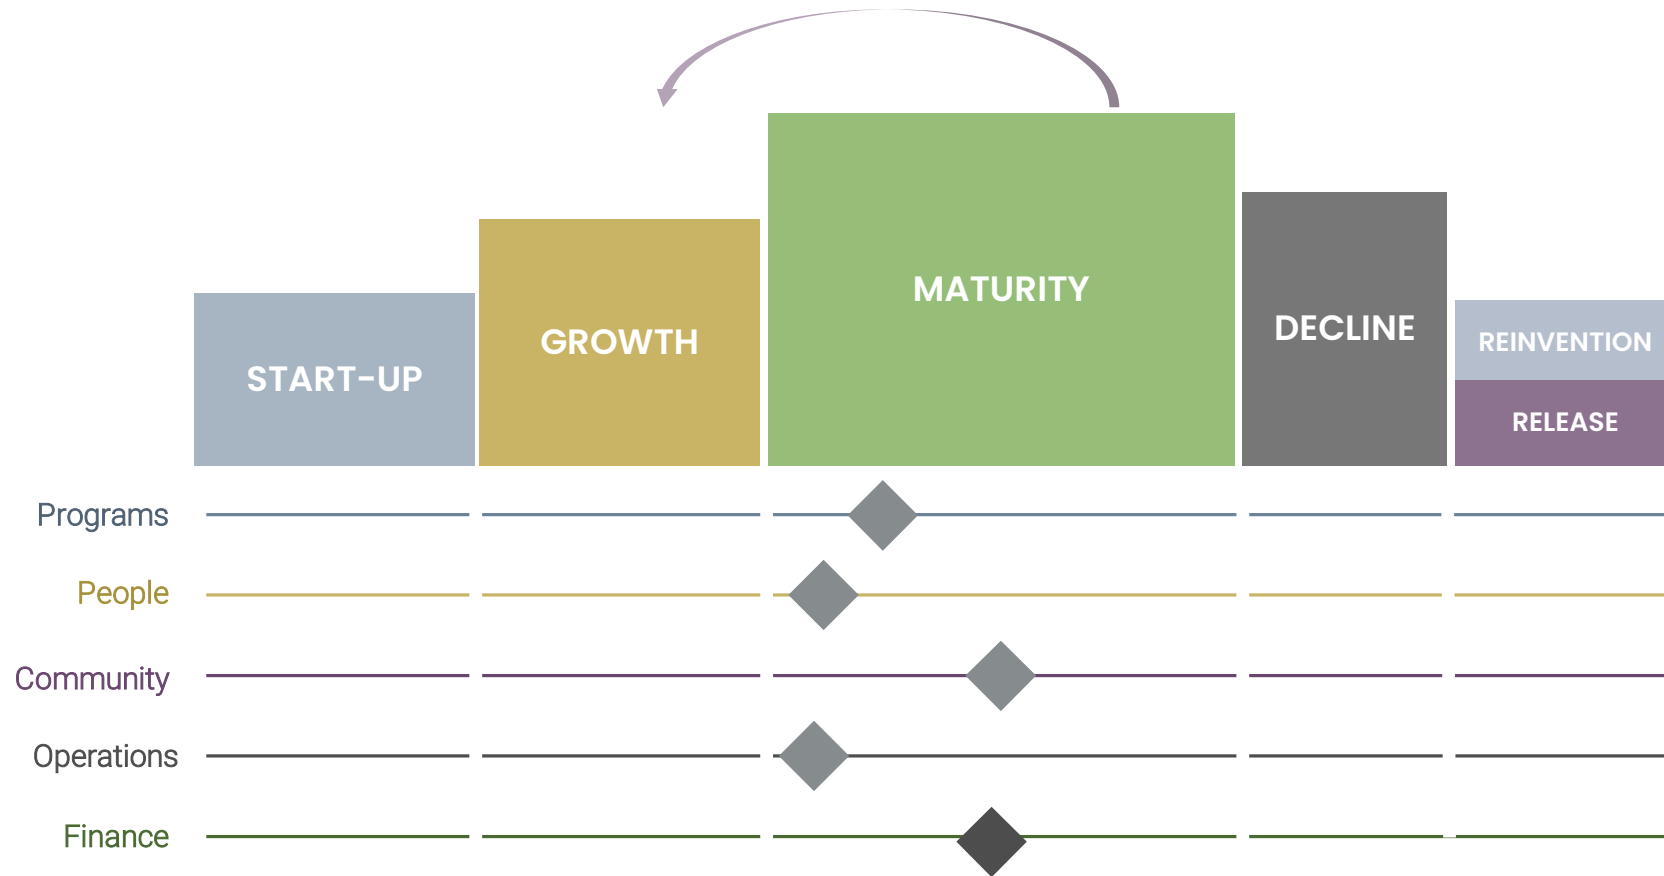 START-UP
GROWTH
MATURITY
DECLINE
REINVENTION
RELEASE
Programs
People
Community
Operations
Finance